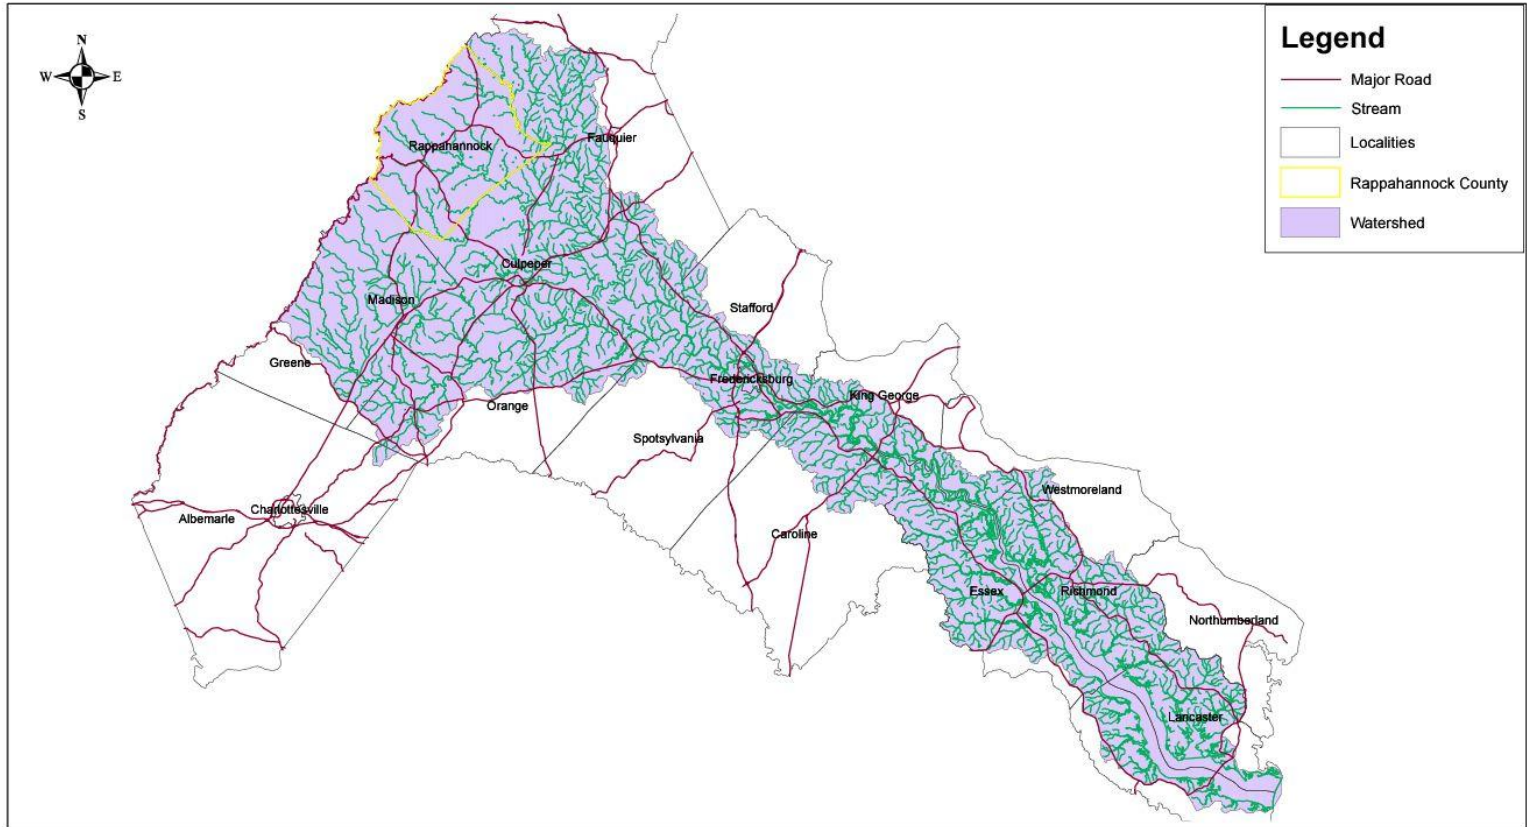 N
W E
S
Legend
Major Road
Stream
Localities
Rappahannock County
Watershed
Fauquier
Rappahannock
Culpeper
Madison
Stafford
Greene
Fredericksburg
King George
Orange
Spotsylvania
Westmoreland
Charlottesville
Albemarle
Caroline
Essex
Richmond
Northumberland
Lancaster